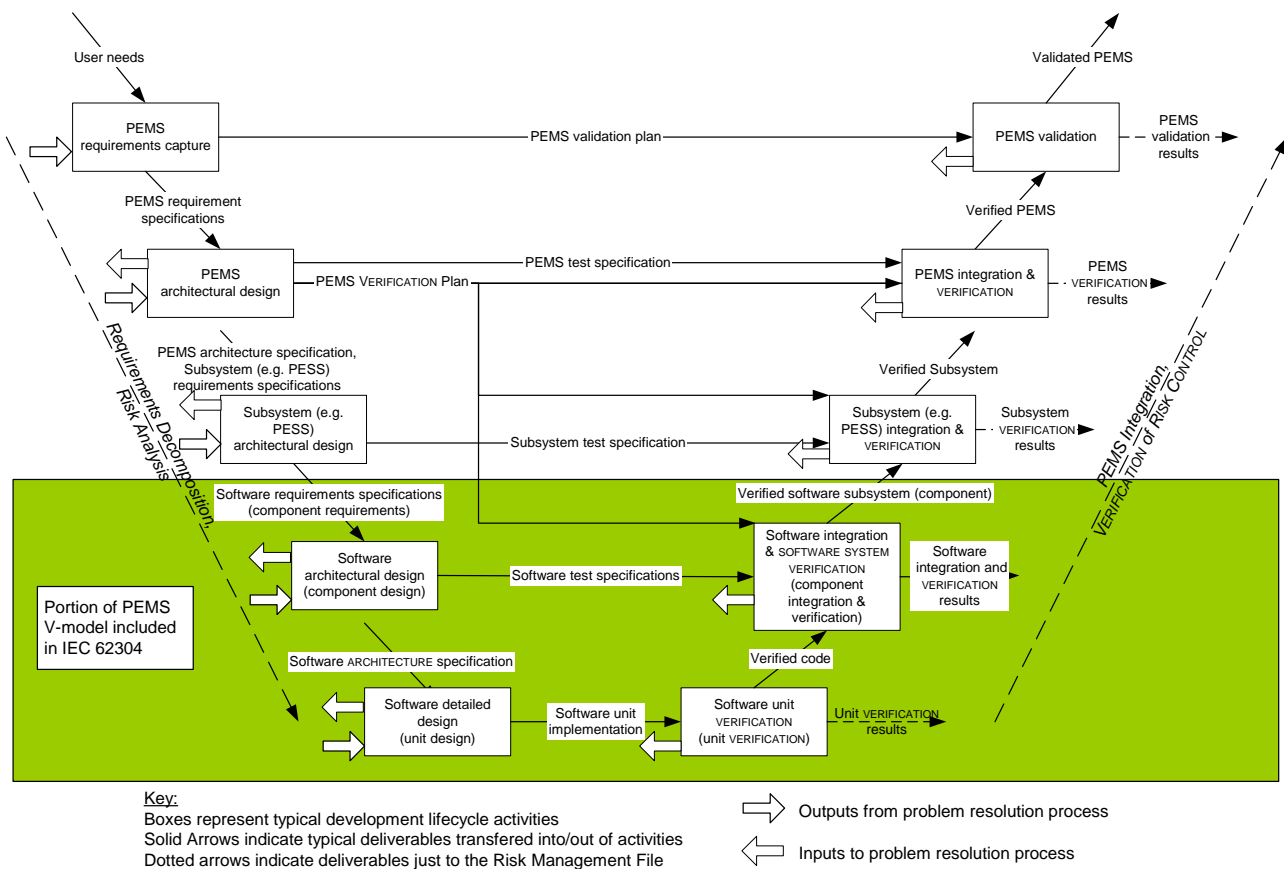 User needs
Validated PEMS
PEMS
requirements capture
PEMS validation plan
PEMS validation
PEMS
validation
results
PEMS requirement
specifications
Verified PEMS
PEMS
architectural design
PEMS test specification
PEMS VERIFICATION Plan
PEMS integration &
VERIFICATION
PEMS
VERIFICATION
results
Requirements Decomposition,
Risk Analysis
PEMS Integration,
VERIFICATION of RISK CONTROL
PEMS architecture specification,
Subsystem (e.g. PESS)
requirements specifications
Verified Subsystem
Subsystem (e.g.
PESS)
architectural design
Subsystem test specification
Subsystem (e.g.
PESS) integration &
VERIFICATION
Subsystem
VERIFICATION
results
Software requirements specifications
(component requirements)
Verified software subsystem (component)
Software
architectural design
(component design)
Software test specifications
Software integration
& SOFTWARE SYSTEM
VERIFICATION
(component
integration &
verification)
Software
integration and
VERIFICATION
results
Portion of PEMS
V-model included
in IEC 62304
Software ARCHITECTURE specification
Verified code
Software detailed
design
(unit design)
Software unit
implementation
Software unit
VERIFICATION
(unit VERIFICATION)
Unit VERIFICATION
results
Key:
Boxes represent typical development lifecycle activities
Solid Arrows indicate typical deliverables transfered into/out of activities
Dotted arrows indicate deliverables just to the Risk Management File
Outputs from problem resolution process
Inputs to problem resolution process